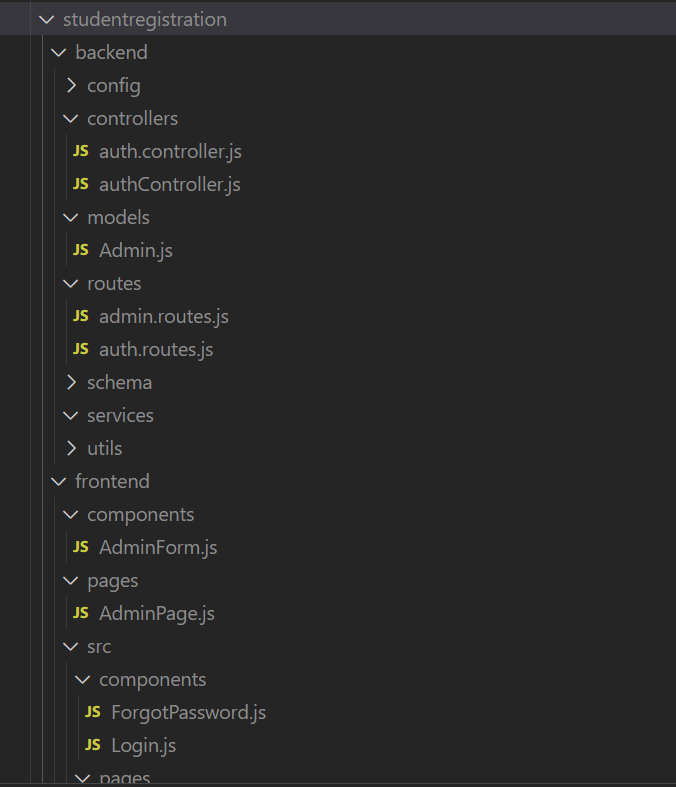 studentregistration
backend
config
controllers
JS auth.controller.js
JS authController.js
models
JS Admin.js
routes
JS admin.routes.js
JS auth.routes.js
schema
services
utils
frontend
components
JS AdminForm.js
pages
JS AdminPage.js
src
components
JS ForgotPassword.js
JS Login.js
pages